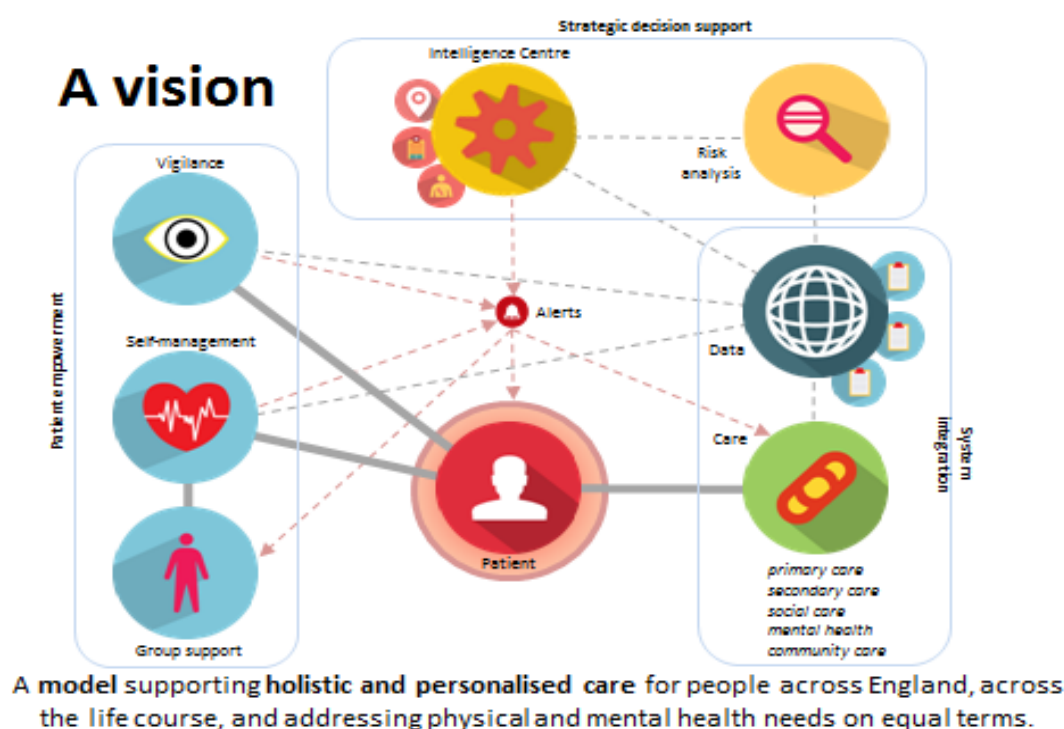 Strategic decision support
A vision
Intelligence Centre
Risk
analysis
Vigilance
Alerts
Self-management
Data
Patient empowerment
Care
System
integration
Patient
Group support
primary care
secondary care
social care
mental health
community care
A model supporting holistic and personalised care for people across England, across
the life course, and addressing physical and mental health needs on equal terms.